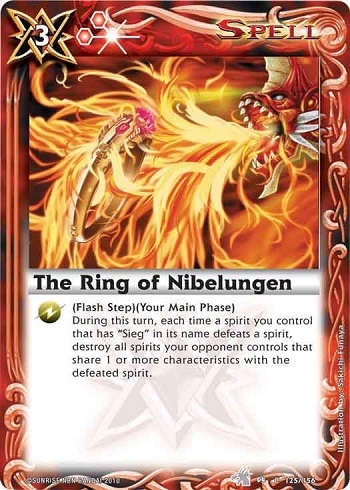 3
SPELL
The Ring of Nibelungen
(Flash Step)(Your Main Phase)
During this turn, each time a spirit you control
that has "Sieg" in its name defeats a spirit,
destroy all spirits your opponent controls that
share 1 or more characteristics with the
defeated spirit.
Illustration by: Sakichi Funaya
©SUNRISE·NDN·BANDAI·2010
125/156